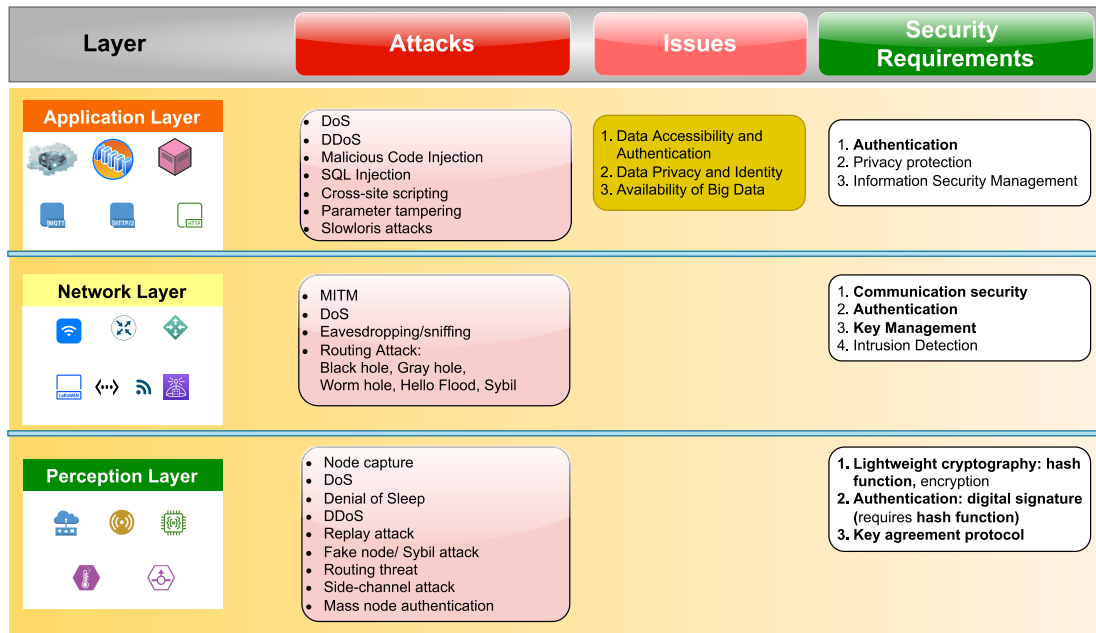 Layer
Attacks
Issues
Security
Requirements
Application Layer
MQTT
HTTP/2
HTTP
• DoS
• DDoS
• Malicious Code Injection
• SQL Injection
• Cross-site scripting
• Parameter tampering
• Slowloris attacks
1. Data Accessibility and
Authentication
2. Data Privacy and Identity
3. Availability of Big Data
1. Authentication
2. Privacy protection
3. Information Security Management
Network Layer
LoRaWAN
• MITM
• DoS
• Eavesdropping/sniffing
• Routing Attack:
Black hole, Gray hole,
Worm hole, Hello Flood, Sybil
1. Communication security
2. Authentication
3. Key Management
4. Intrusion Detection
Perception Layer
• Node capture
• DoS
• Denial of Sleep
• DDoS
• Replay attack
• Fake node/ Sybil attack
• Routing threat
• Side-channel attack
• Mass node authentication
1. Lightweight cryptography: hash
function, encryption
2. Authentication: digital signature
(requires hash function)
3. Key agreement protocol